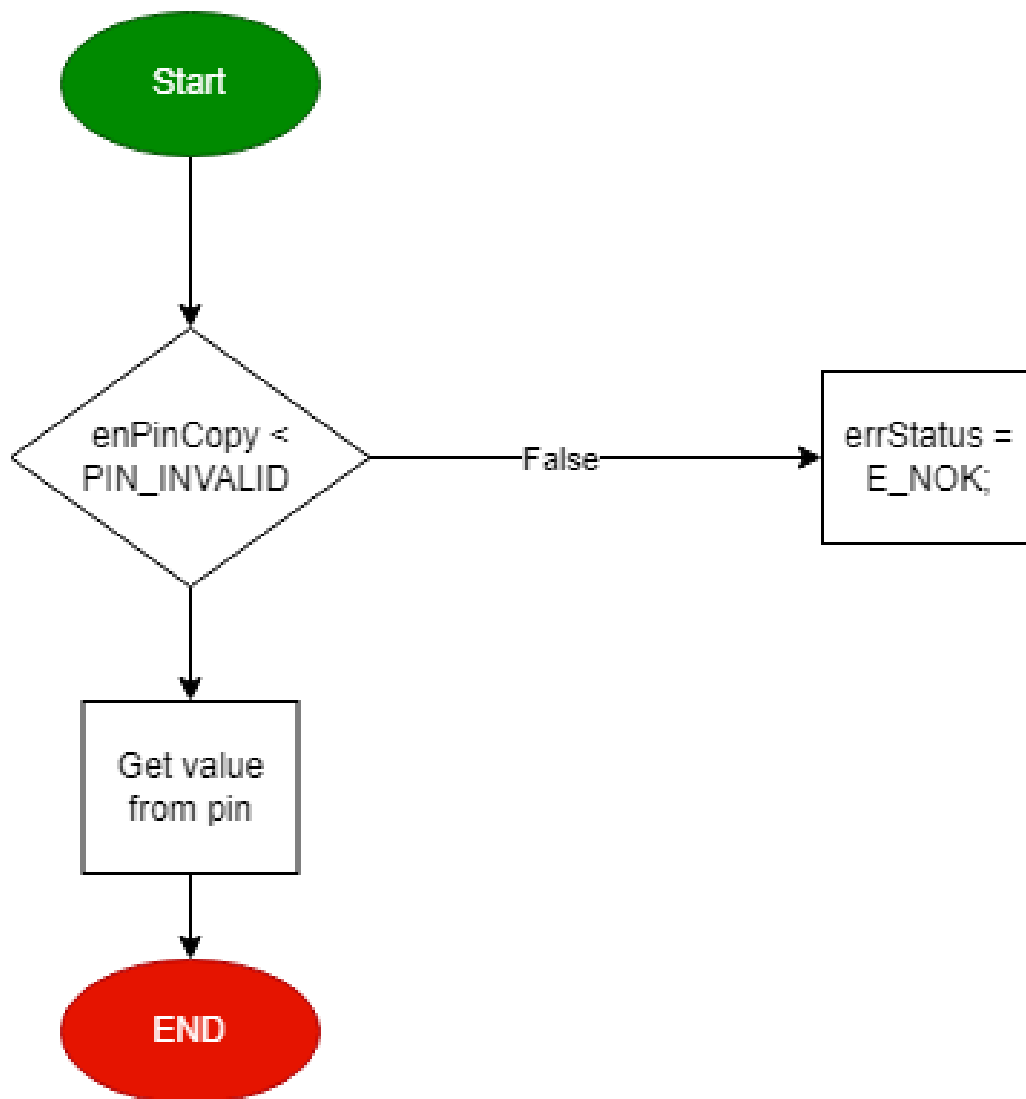 Start
enPinCopy <
PIN_INVALID
False
errStatus =
E_NOK;
Get value
from pin
END